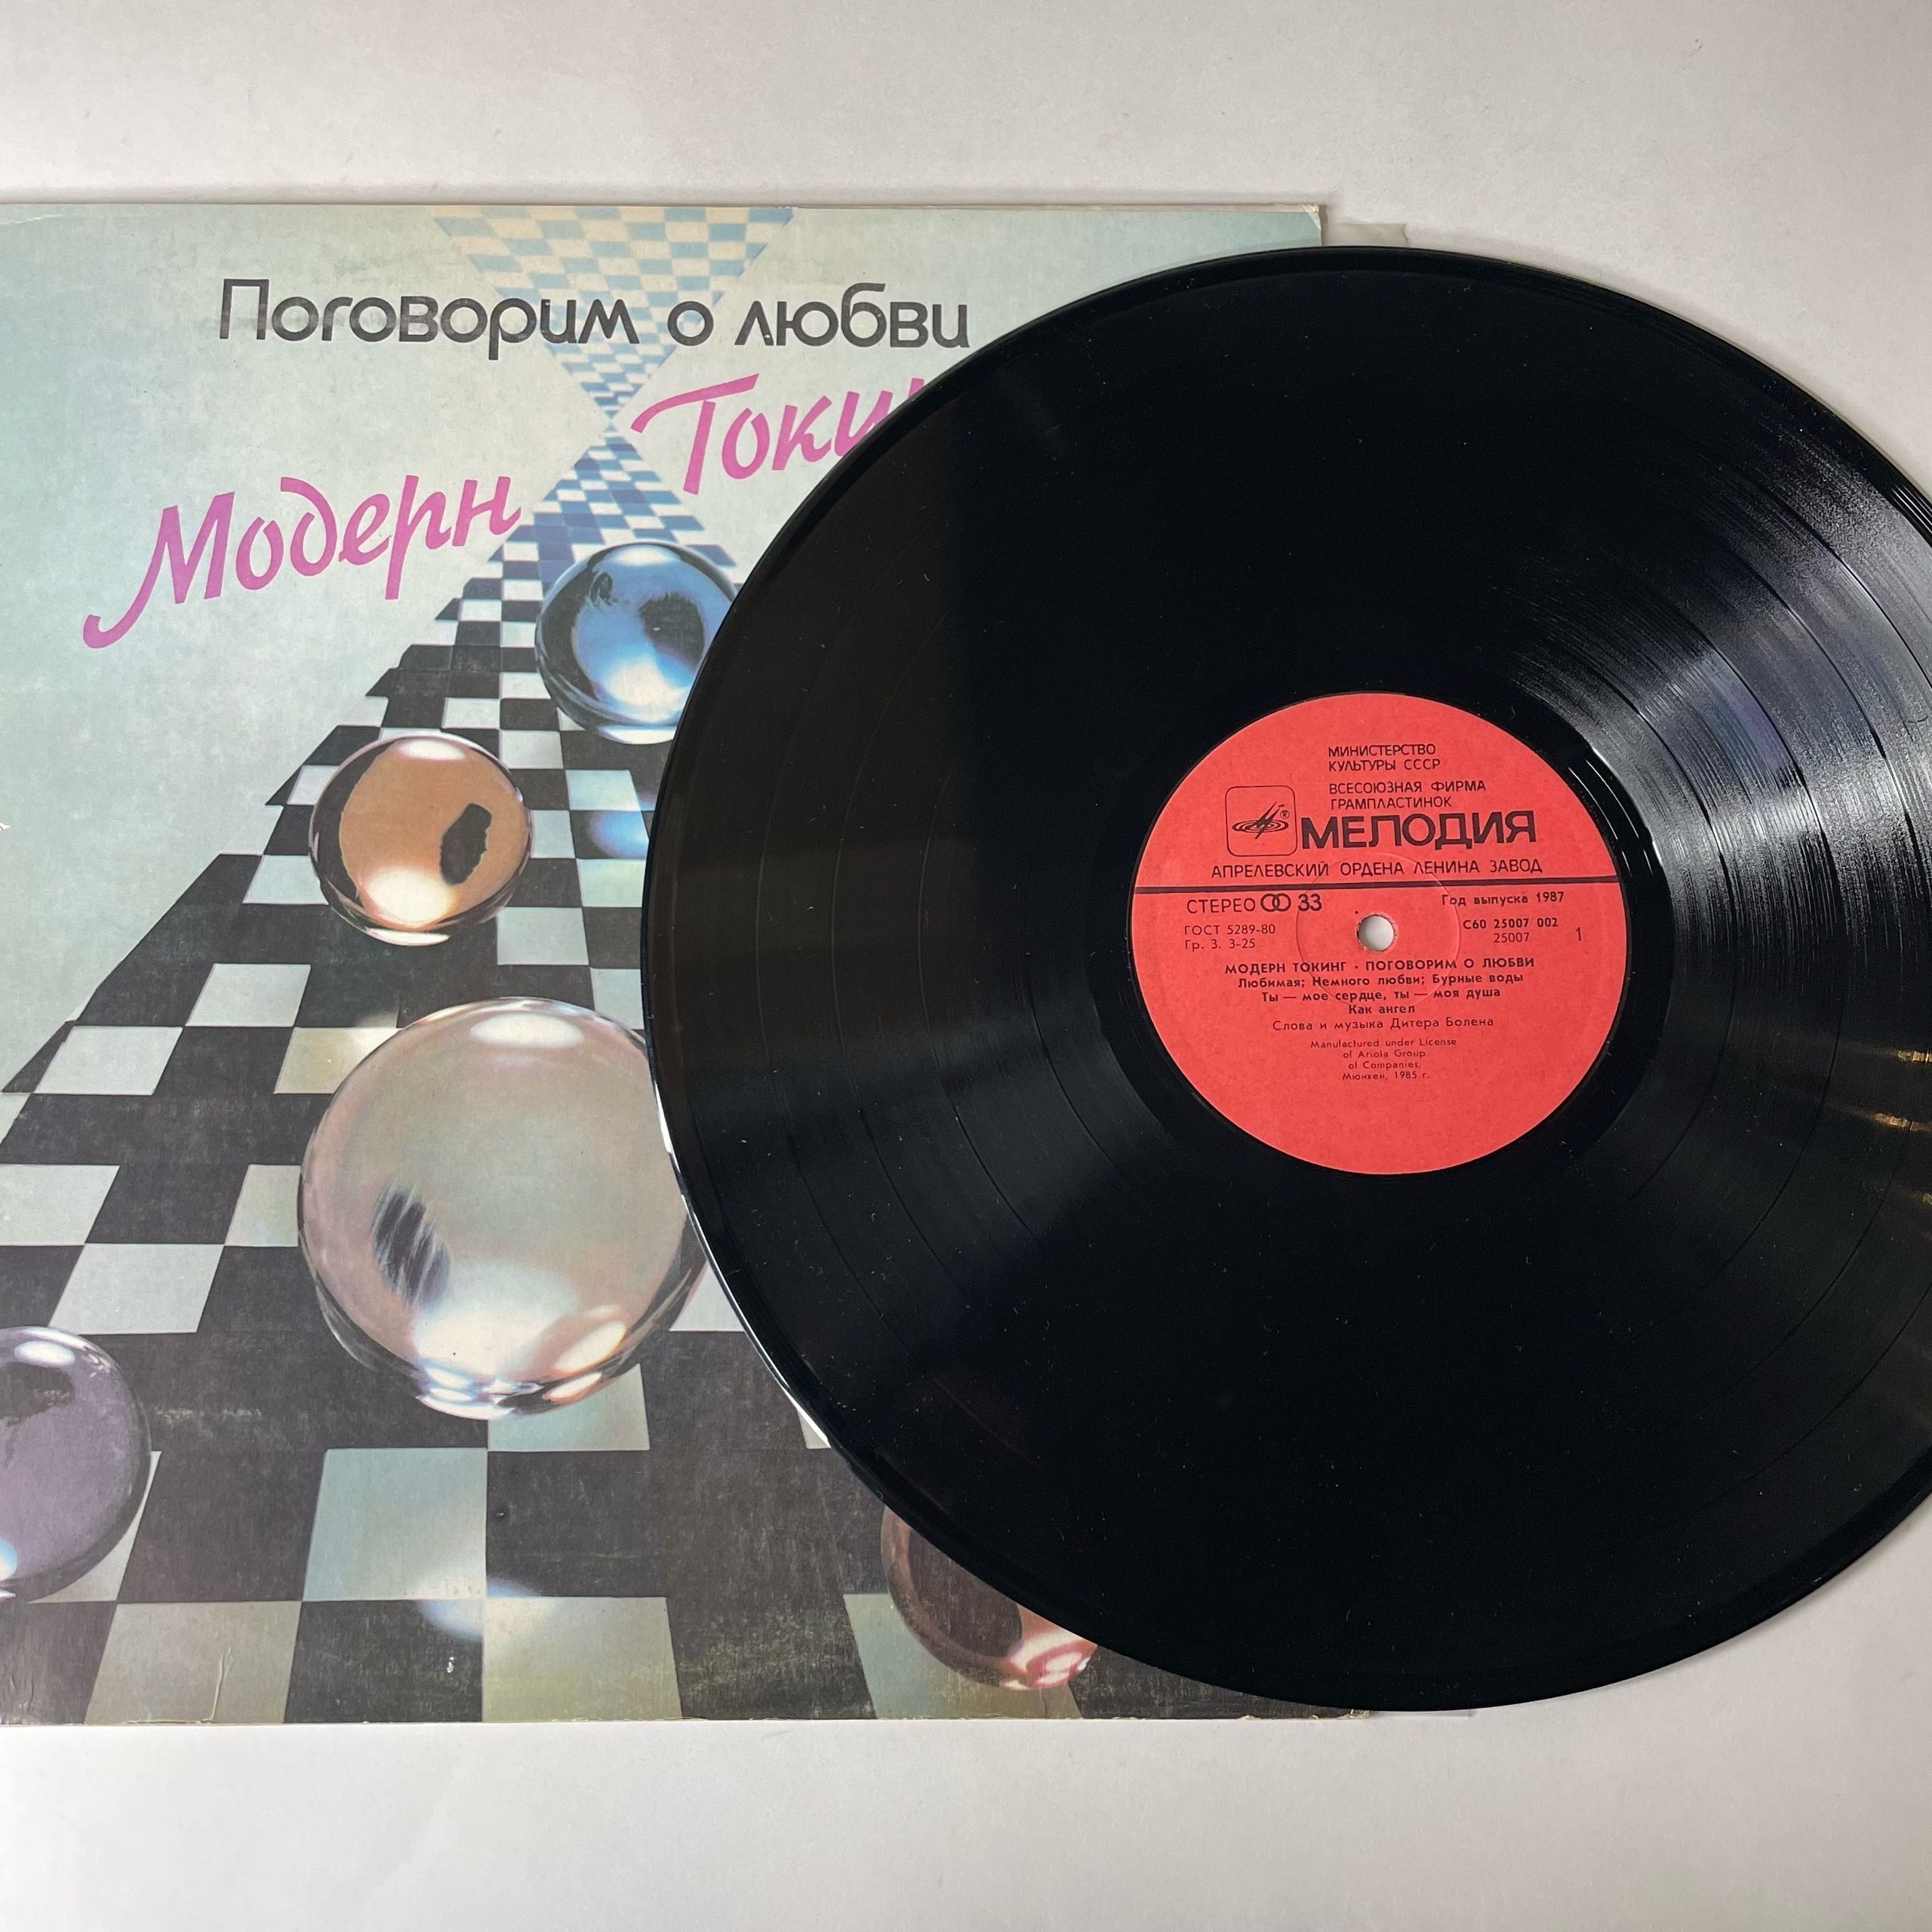 Поговорим о любви
Модерн
МИНИСТЕРСТВО
КУЛЬТУРЫ СССР
ВСЕСОЮЗНАЯ ФИРМА
ГРАМПЛАСТИНОК
®
МЕЛОДИЯ
АПРЕЛЕВСКИЙ ОРДЕНА ЛЕНИНА ЗАВОД
СТЕРЕО 33
Год выпуска 1987
ГОСТ 5289-80
Гр. 3. 3-25
С60 25007 002
25007
1
МОДЕРН ТОКИНГ · ПОГОВОРИМ О ЛЮБВИ
Любимая; Немного любви; Бурные воды
Ты — мое сердце, ты — моя душа
Как ангел
Слова и музыка Дитера Болена
Manufactured under License
of Ariola Group
of Companies,
Мюнхен, 1985 г.